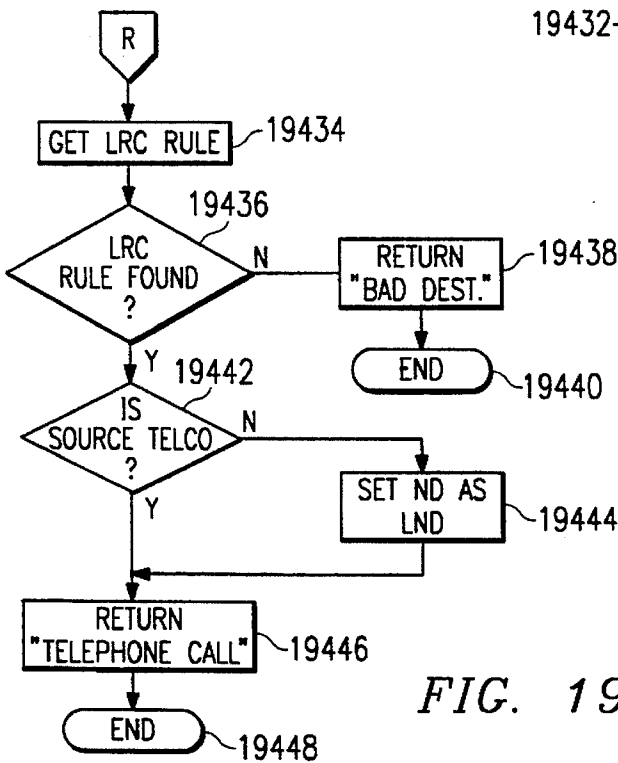 19432
R
GET LRC RULE
19434
19436
LRC
RULE FOUND
?
N
Y
RETURN
"BAD DEST."
19438
END
19440
19442
IS
SOURCE TELCO
?
N
Y
SET ND AS
LND
19444
RETURN
"TELEPHONE CALL"
19446
END
19448
FIG. 19